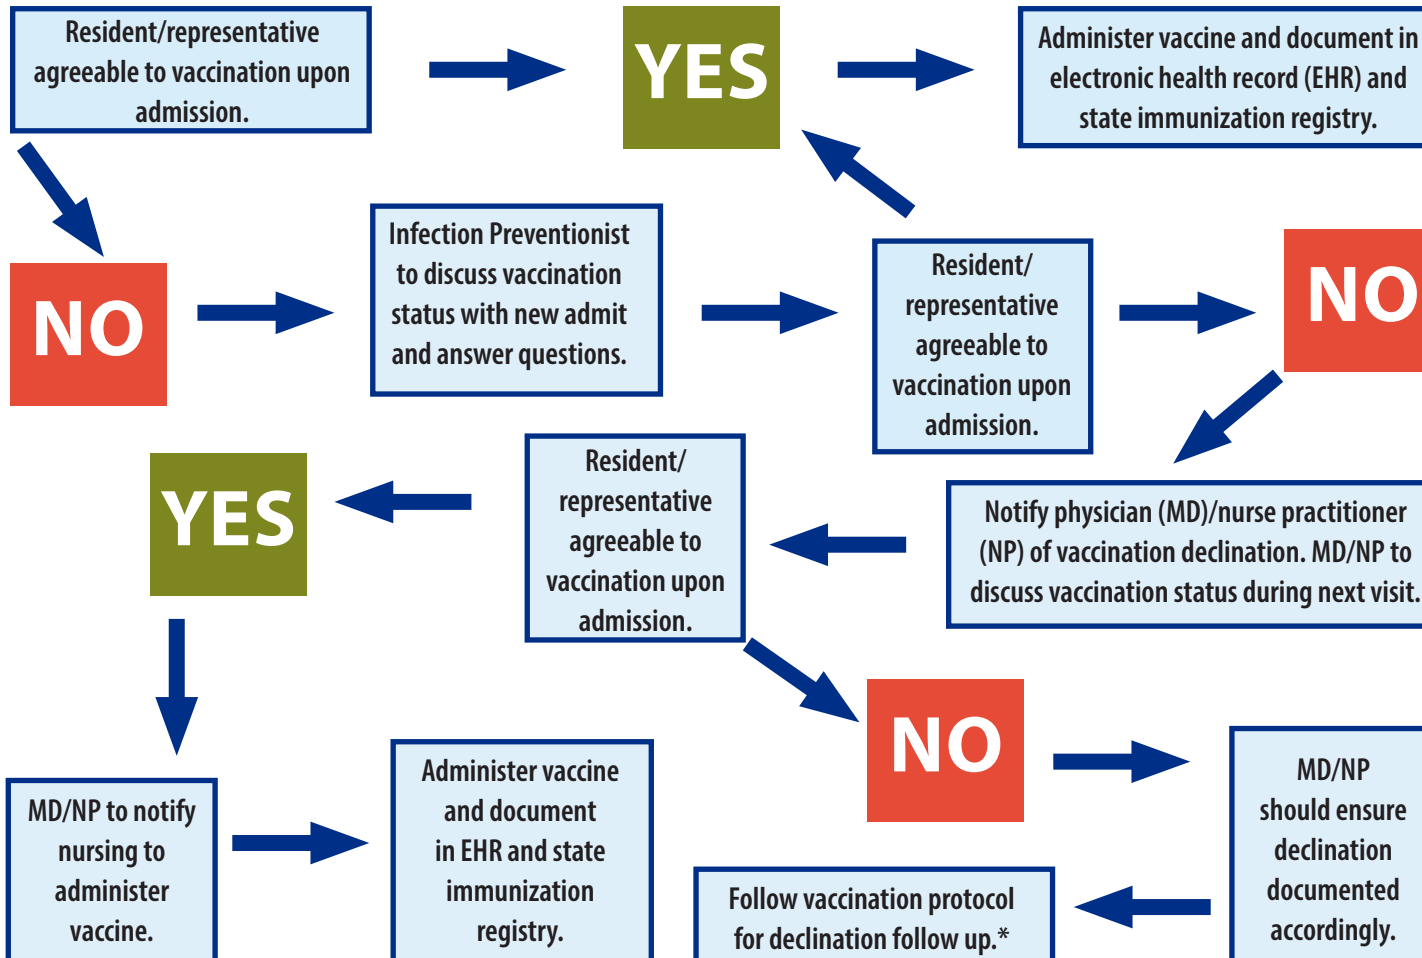 Resident/representative
agreeable to vaccination upon
admission.
YES
Administer vaccine and document in
electronic health record (EHR) and
state immunization registry.
NO
Infection Preventionist
to discuss vaccination
status with new admit
and answer questions.
Resident/
representative
agreeable to
vaccination upon
admission.
NO
Notify physician (MD)/nurse practitioner
(NP) of vaccination declination. MD/NP to
discuss vaccination status during next visit.
Resident/
representative
agreeable to
vaccination upon
admission.
YES
MD/NP to notify
nursing to
administer
vaccine.
Administer vaccine
and document
in EHR and state
immunization
registry.
NO
MD/NP
should ensure
declination
documented
accordingly.
Follow vaccination protocol
for declination follow up.*